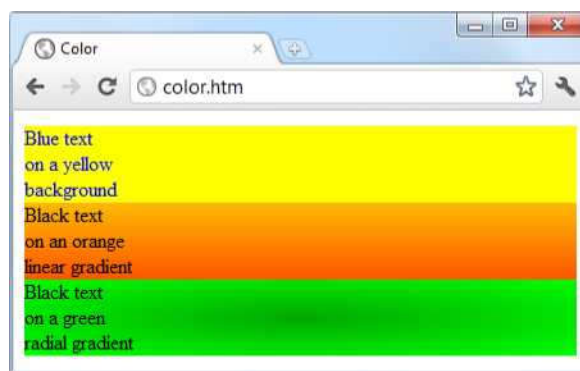 Color
color.htm
Blue text
on a yellow
background
Black text
on an orange
linear gradient
Black text
on a green
radial gradient